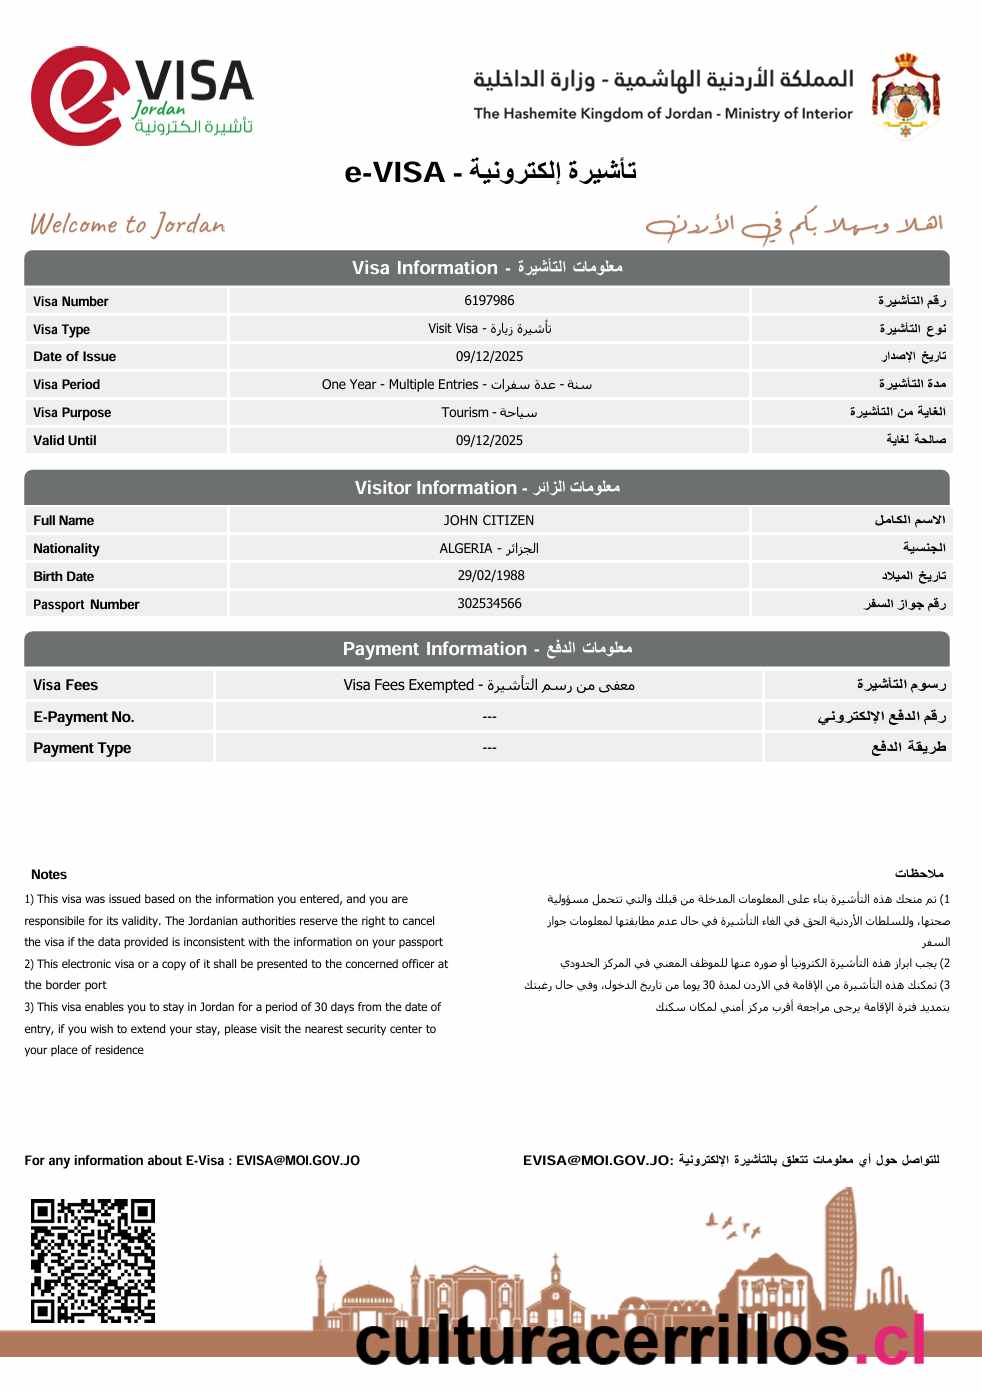 eVISA
Jordan
تأشيرة الكترونية
المملكة الأردنية الهاشمية - وزارة الداخلية
The Hashemite Kingdom of Jordan - Ministry of Interior
e-VISA - تأشيرة إلكترونية
Welcome to Jordan
اهلا وسهلا بكم في الأردن
Visa Information - معلومات التأشيرة
Visa Number 6197986 رقم التأشيرة
Visa Type Visit Visa - تأشيرة زيارة نوع التأشيرة
Date of Issue 09/12/2025 تاريخ الإصدار
Visa Period One Year - Multiple Entries - سنة - عدة سفرات مدة التأشيرة
Visa Purpose Tourism - سياحة الغاية من التأشيرة
Valid Until 09/12/2025 صالحة لغاية
Visitor Information - معلومات الزائر
Full Name JOHN CITIZEN الاسم الكامل
Nationality ALGERIA - الجزائر الجنسية
Birth Date 29/02/1988 تاريخ الميلاد
Passport Number 302534566 رقم جواز السفر
Payment Information - معلومات الدفع
Visa Fees Visa Fees Exempted - معفى من رسم التأشيرة رسوم التأشيرة
E-Payment No. --- رقم الدفع الإلكتروني
Payment Type --- طريقة الدفع
Notes
1) This visa was issued based on the information you entered, and you are
responsibile for its validity. The Jordanian authorities reserve the right to cancel
the visa if the data provided is inconsistent with the information on your passport
2) This electronic visa or a copy of it shall be presented to the concerned officer at
the border port
3) This visa enables you to stay in Jordan for a period of 30 days from the date of
entry, if you wish to extend your stay, please visit the nearest security center to
your place of residence
ملاحظات
1) تم منحك هذه التأشيرة بناء على المعلومات المدخلة من قبلك والتي تتحمل مسؤولية
صحتها، وللسلطات الأردنية الحق في الغاء التأشيرة في حال عدم مطابقتها لمعلومات جواز
السفر
2) يجب ابراز هذه التأشيرة الكترونيا أو صوره عنها للموظف المعني في المركز الحدودي
3) تمكنك هذه التأشيرة من الإقامة في الاردن لمدة 30 يوما من تاريخ الدخول، وفي حال رغبتك
بتمديد فترة الإقامة يرجى مراجعة أقرب مركز أمني لمكان سكنك
For any information about E-Visa : EVISA@MOI.GOV.JO
للتواصل حول أي معلومات تتعلق بالتأشيرة الإلكترونية :EVISA@MOI.GOV.JO
culturacerrillos.cl